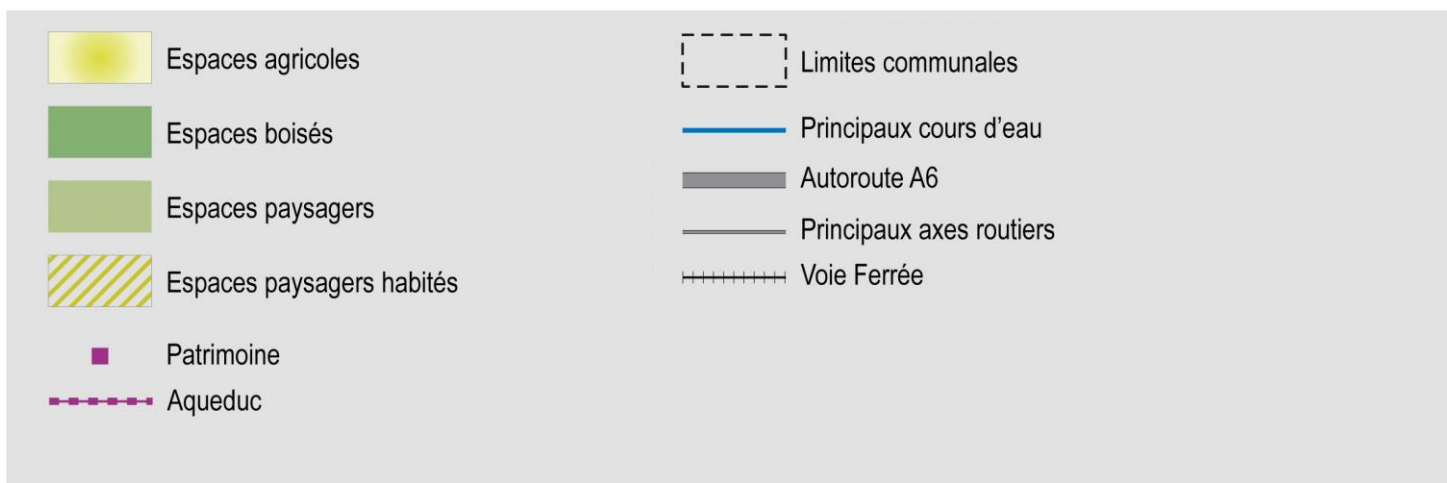 Espaces agricoles
Espaces boisés
Espaces paysagers
Espaces paysagers habités
Patrimoine
Aqueduc
Limites communales
Principaux cours d’eau
Autoroute A6
Principaux axes routiers
Voie Ferrée